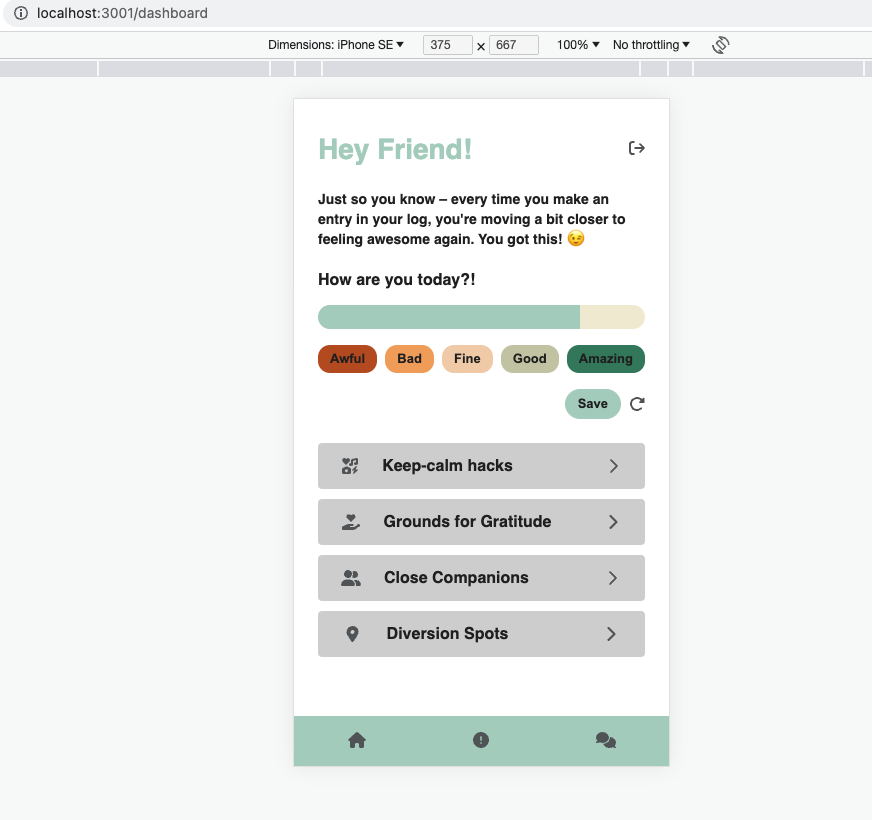 localhost:3001/dashboard
Dimensions: iPhone SE ▼ 375 × 667 100% ▼ No throttling ▼
Hey Friend!
Just so you know – every time you make an
entry in your log, you're moving a bit closer to
feeling awesome again. You got this! 😉
How are you today?!
Awful Bad Fine Good Amazing
Save
Keep-calm hacks
Grounds for Gratitude
Close Companions
Diversion Spots